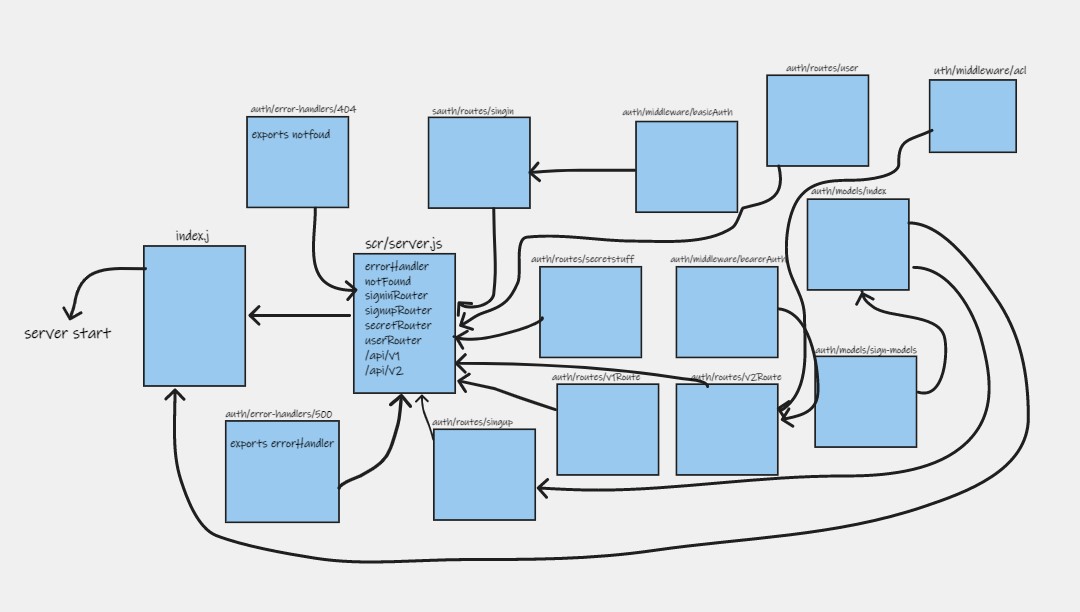 auth/routes/user
uth/middleware/acl
auth/error-handlers/404
exports notfoud
sauth/routes/singin
auth/middleware/basicAuth
auth/models/index
index.j
scr/server.js
errorHandler
notFound
signinRouter
signupRouter
secretRouter
userRouter
/api/v1
/api/v2
auth/routes/secretstuff
auth/middleware/bearerAuth
server start
auth/models/sign-models
auth/routes/v1Route
auth/routes/v2Route
auth/error-handlers/500
exports errorHandler
auth/routes/singup